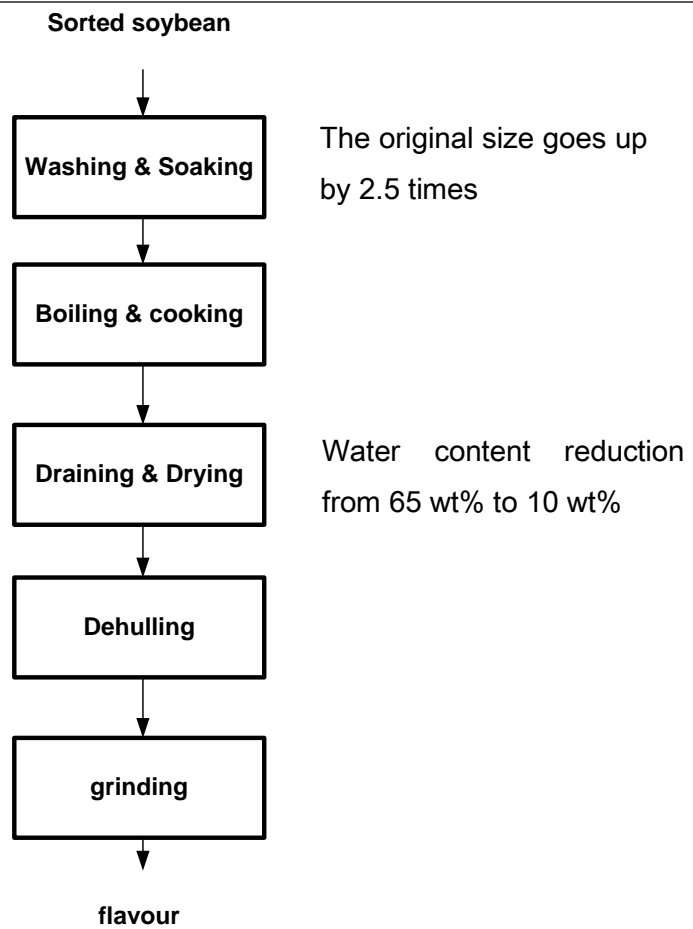 Sorted soybean
Washing & Soaking
The original size goes up
by 2.5 times
Boiling & cooking
Draining & Drying
Water content reduction
from 65 wt% to 10 wt%
Dehulling
grinding
flavour